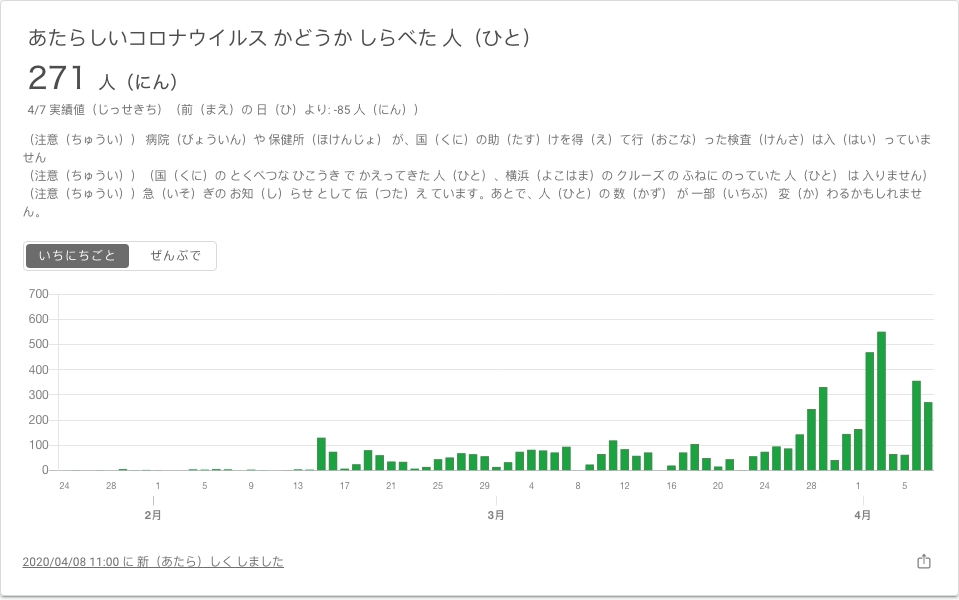 あたらしいコロナウイルス かどうか しらべた 人（ひと）
271 人（にん）
4/7 実績値（じっせきち）（前（まえ）の 日（ひ）より: -85 人（にん））
（注意（ちゅうい）） 病院（びょういん）や 保健所（ほけんじょ） が、国（くに）の助（たす）けを得（え）て行（おこな）った検査（けんさ）は入（はい）っていま
せん
（注意（ちゅうい））（国（くに）の とくべつな ひこうき で かえってきた 人（ひと）、横浜（よこはま）の クルーズ の ふねに のっていた 人（ひと） は 入りません）
（注意（ちゅうい））急（いそ）ぎの お知（し）らせ として 伝（つた）え ています。あとで、人（ひと）の 数（かず） が 一部（いちぶ） 変（か）わるかもしれませ
ん。
いちにちごと ぜんぶで
700
600
500
400
300
200
100
0
24 28 1 5 9 13 17 21 25 29 4 8 12 16 20 24 28 1 5
2月 3月 4月
2020/04/08 11:00 に 新（あたら）しく しました